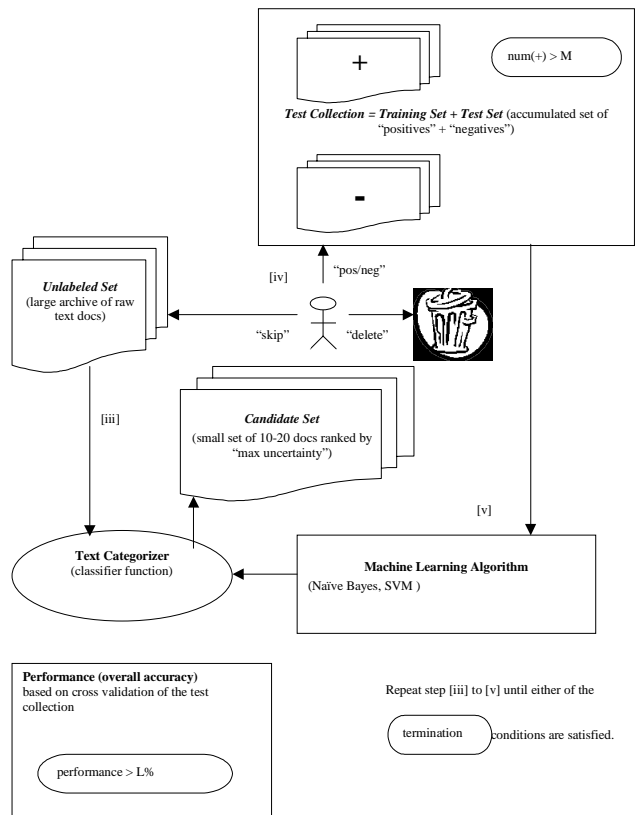 +
num(+) > M
Test Collection = Training Set + Test Set (accumulated set of
“positives” + “negatives”)
-
[iv]
“pos/neg”
Unlabeled Set
(large archive of raw
text docs)
“skip”
“delete”
[iii]
Candidate Set
(small set of 10-20 docs ranked by
“max uncertainty”)
[v]
Text Categorizer
(classifier function)
Machine Learning Algorithm
(Naïve Bayes, SVM )
Performance (overall accuracy)
based on cross validation of the test
collection
performance > L%
Repeat step [iii] to [v] until either of the
termination conditions are satisfied.